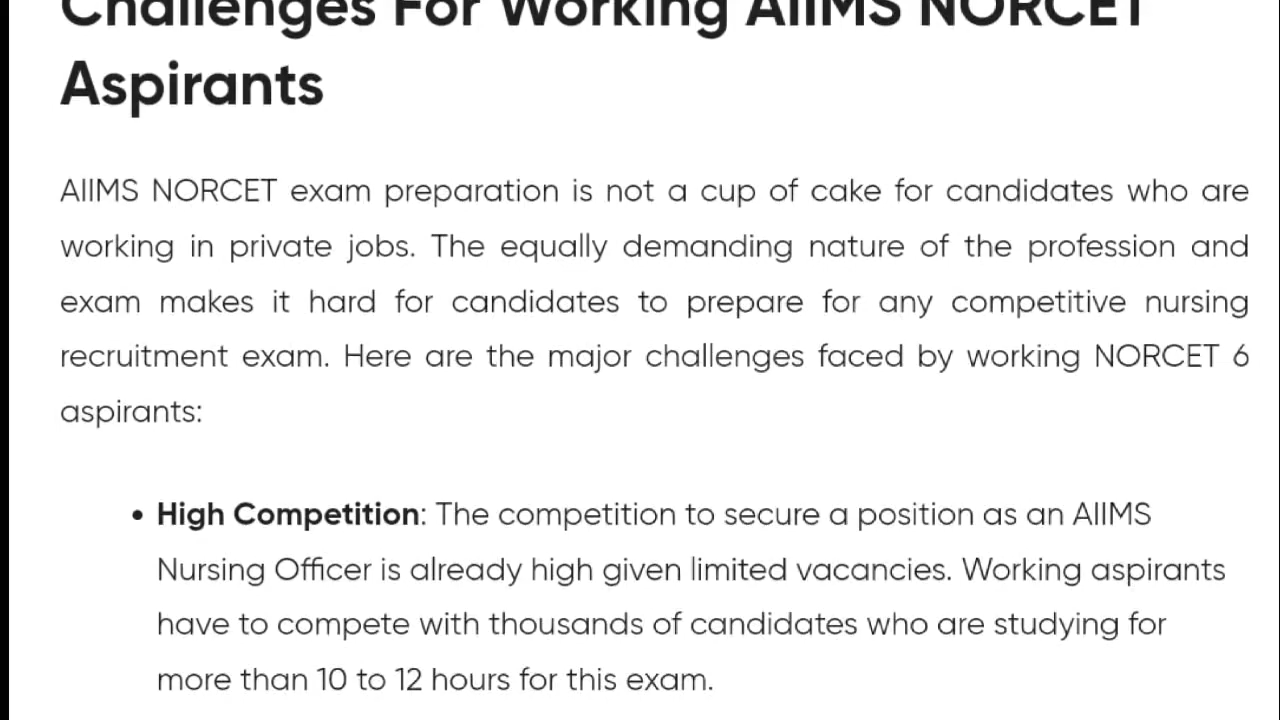 Challenges For Working AIIMS NORCET
Aspirants
AIIMS NORCET exam preparation is not a cup of cake for candidates who are
working in private jobs. The equally demanding nature of the profession and
exam makes it hard for candidates to prepare for any competitive nursing
recruitment exam. Here are the major challenges faced by working NORCET 6
aspirants:
• High Competition: The competition to secure a position as an AIIMS
Nursing Officer is already high given limited vacancies. Working aspirants
have to compete with thousands of candidates who are studying for
more than 10 to 12 hours for this exam.